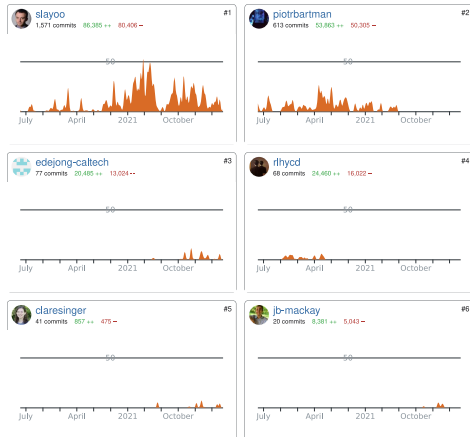 slayoo #1
1,571 commits 86,385 ++ 80,406 --
50
July April 2021 October
piotrbartman #2
613 commits 53,863 ++ 50,305 --
50
July April 2021 October
edejong-caltech #3
77 commits 20,485 ++ 13,024 --
50
July April 2021 October
rlhycd #4
68 commits 24,460 ++ 16,022 --
50
July April 2021 October
claresinger #5
41 commits 857 ++ 475 --
50
July April 2021 October
jb-mackay #6
20 commits 8,381 ++ 5,043 --
50
July April 2021 October